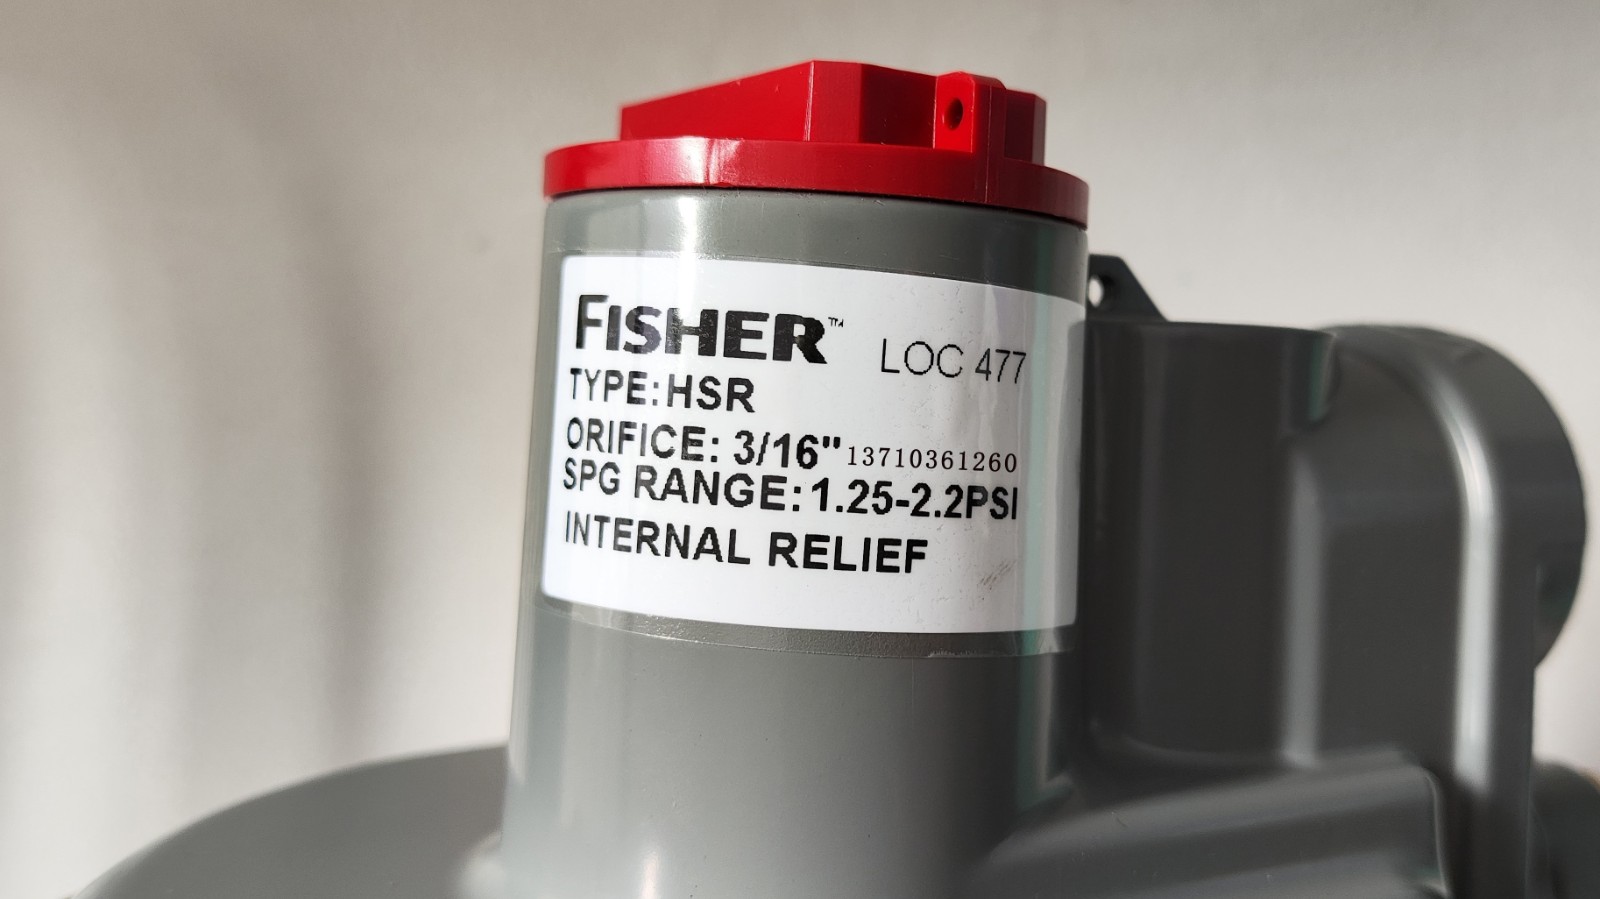 FISHER™ LOC 477
TYPE: HSR
ORIFICE: 3/16" 13710361260
SPG RANGE: 1.25-2.2PSI
INTERNAL RELIEF